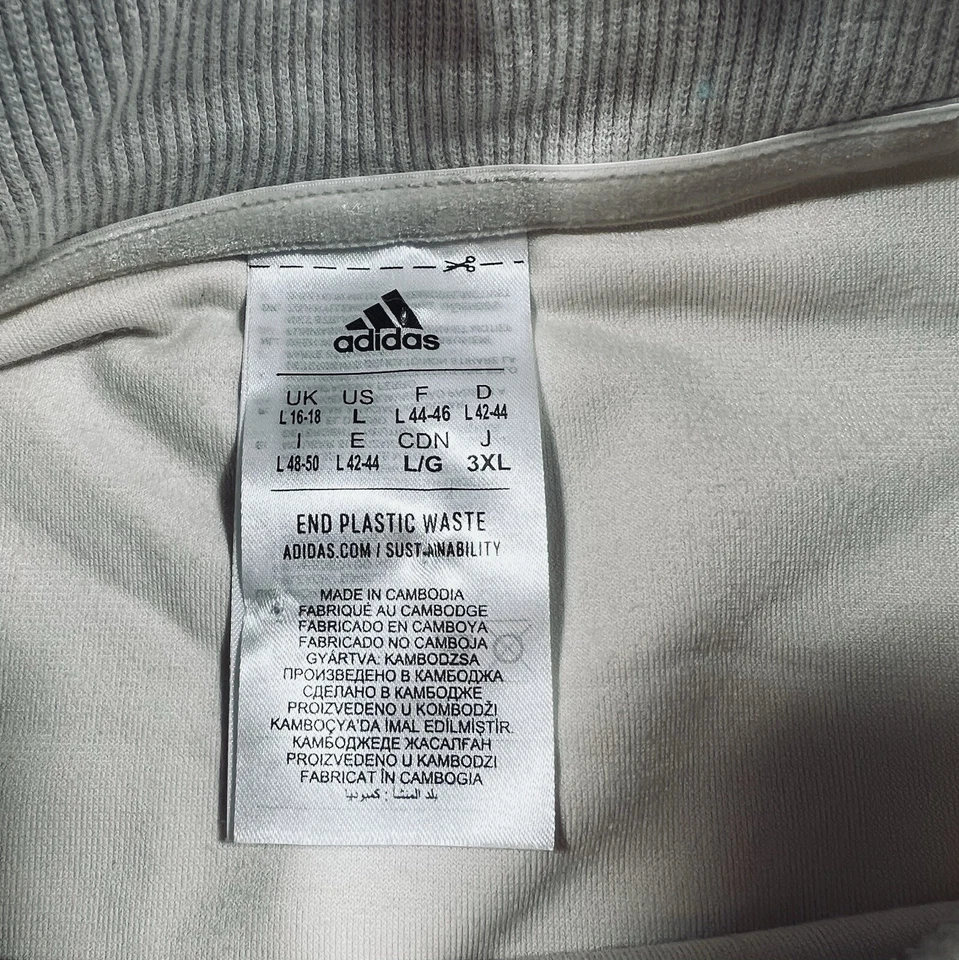 adidas
UK US F D
L 16-18 L L 44-46 L 42-44
I E CDN J
L 48-50 L 42-44 L/G 3XL
END PLASTIC WASTE
ADIDAS.COM / SUSTAINABILITY
MADE IN CAMBODIA
FABRIQUÉ AU CAMBODGE
FABRICADO EN CAMBOYA
FABRICADO NO CAMBOJA
GYÁRTVA: KAMBODZSA
ПРОИЗВЕДЕНО В КАМБОДЖА
СДЕЛАНО В КАМБОДЖЕ
PROIZVEDENO U KOMBODŽI
KAMBOÇYA'DA İMAL EDİLMİŞTİR.
КАМБОДЖЕДЕ ЖАСАЛҒАН
PROIZVEDENO U KAMBODZI
FABRICAT ÎN CAMBOGIA
بلد المنشأ : كمبوديا